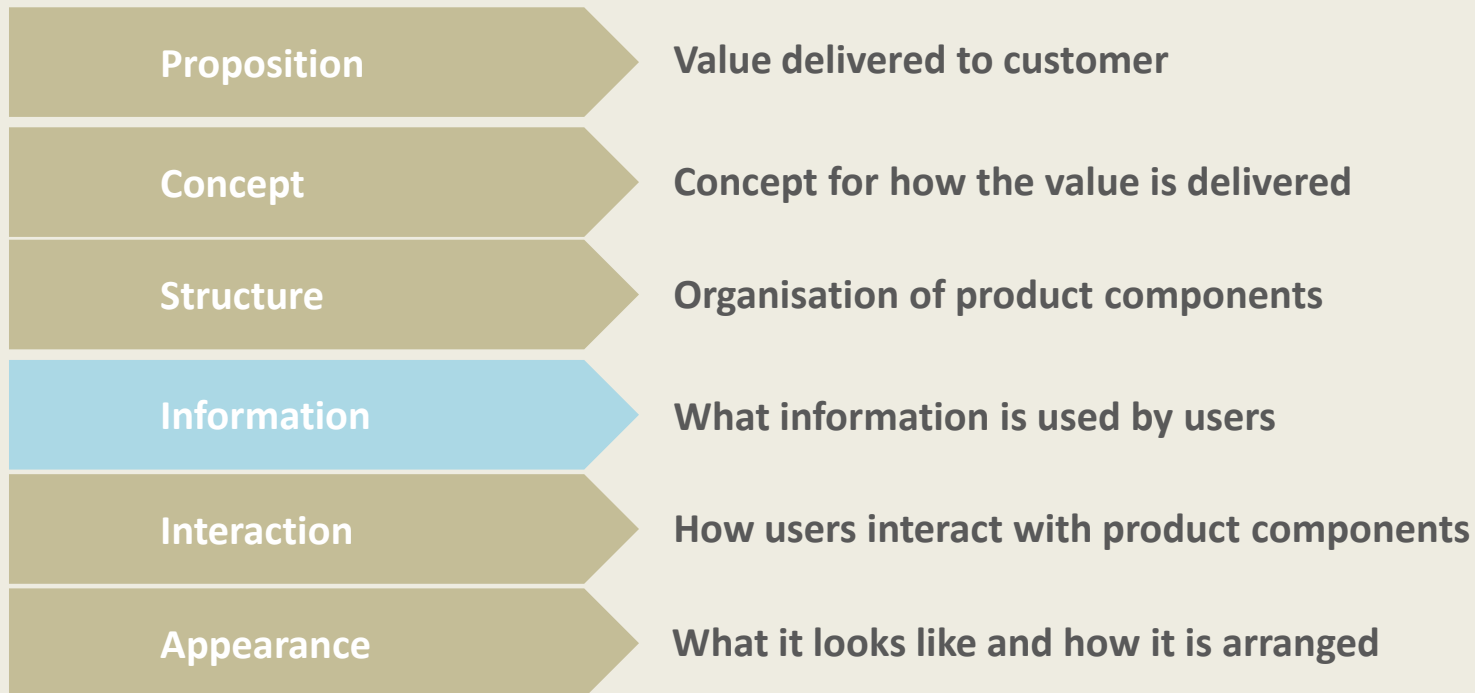 Proposition
Value delivered to customer
Concept
Concept for how the value is delivered
Structure
Organisation of product components
Information
What information is used by users
Interaction
How users interact with product components
Appearance
What it looks like and how it is arranged